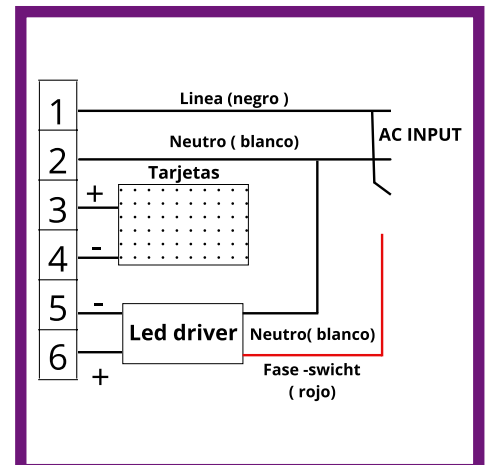 Linea (negro )
1
AC INPUT
Neutro ( blanco)
2
Tarjetas
+
3
-
4
-
5
Led driver
Neutro( blanco)
6
+
Fase -swicht
( rojo)